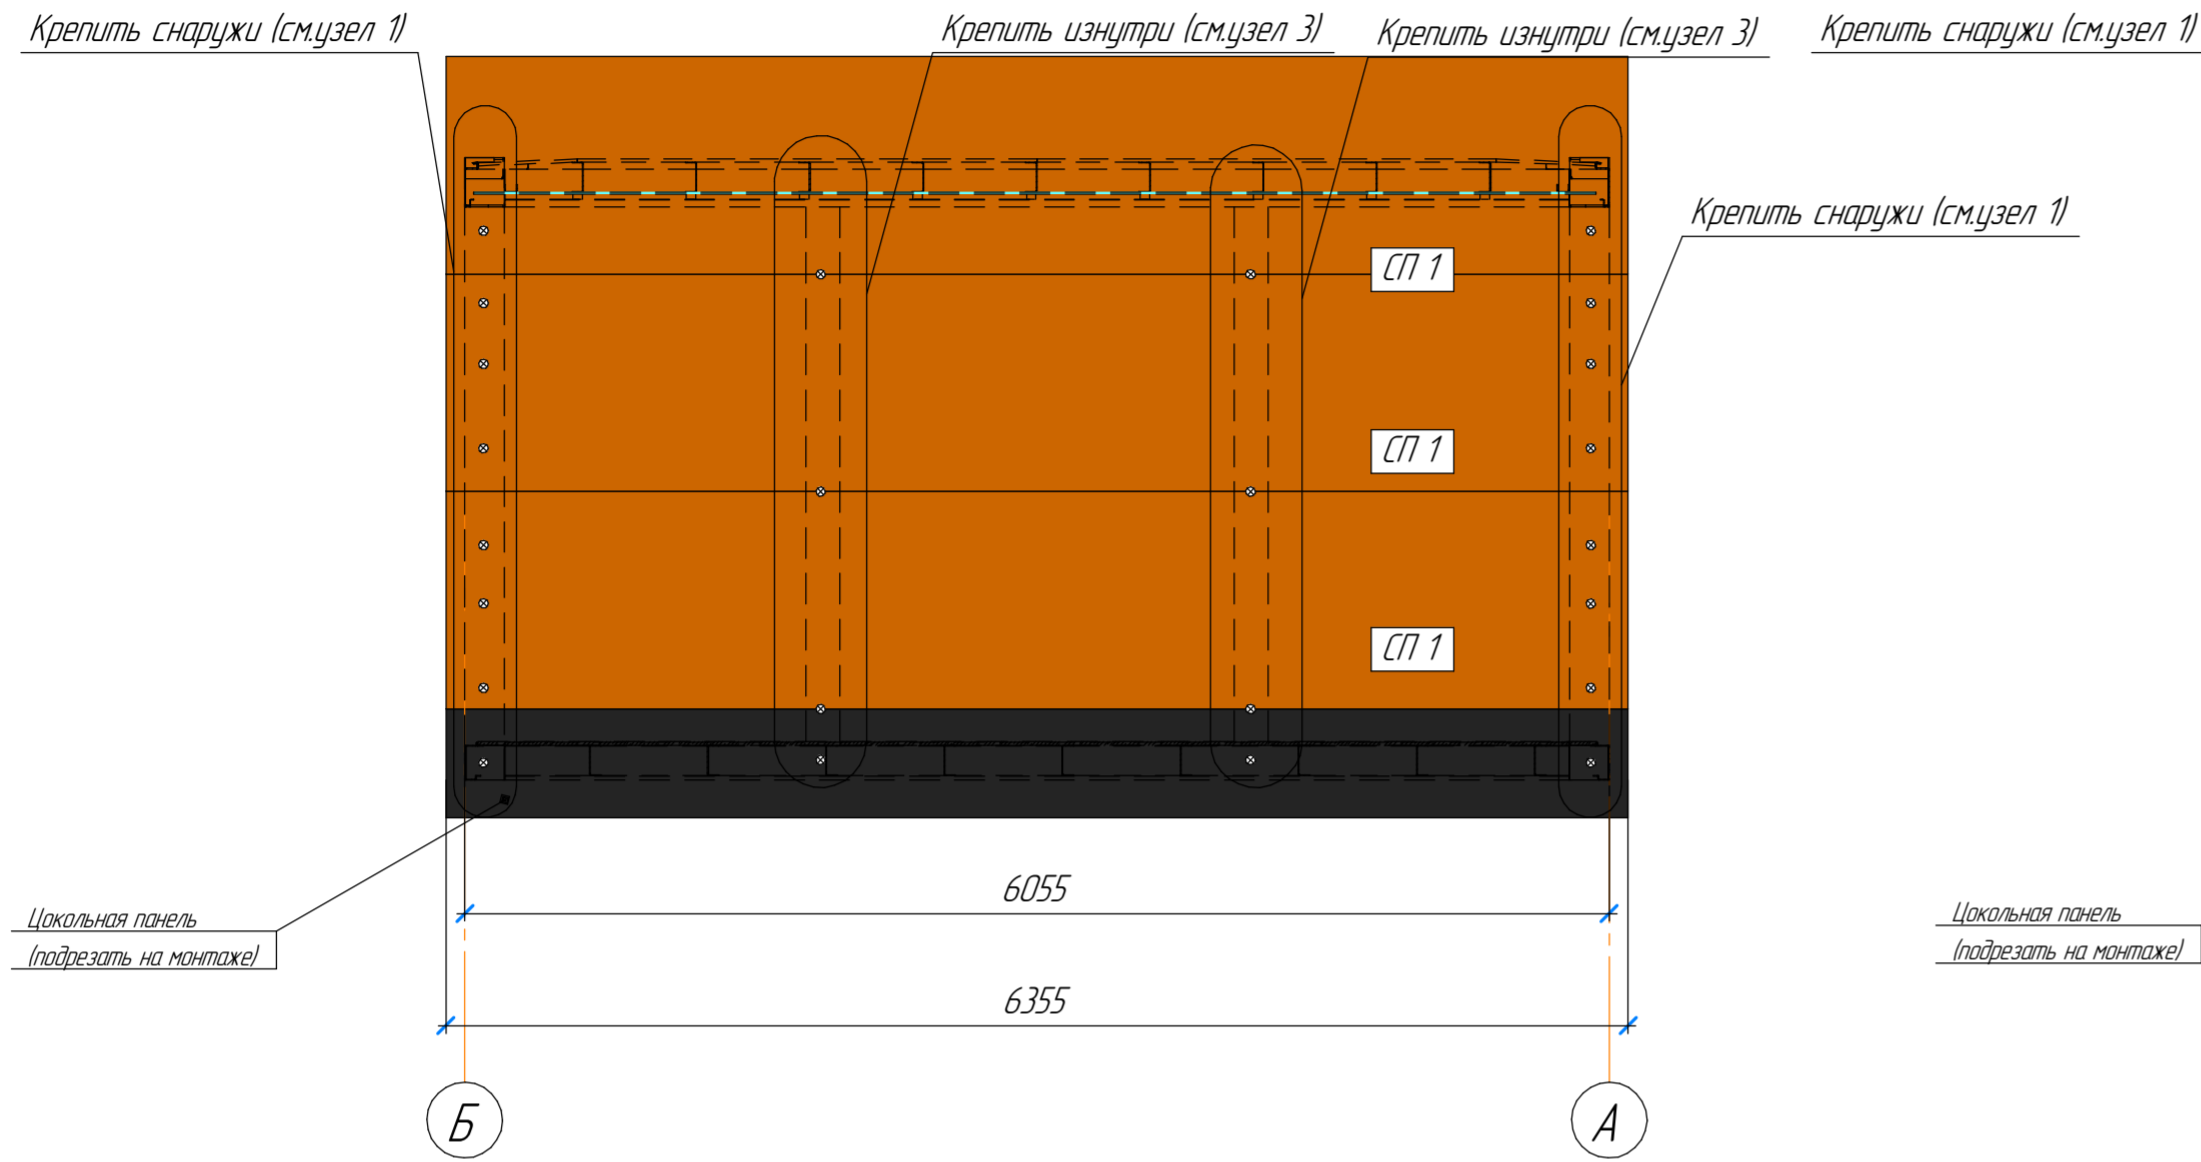 Крепить снаружи (см.узел 1)
Крепить изнутри (см.узел 3)
Крепить изнутри (см.узел 3)
Крепить снаружи (см.узел 1)
Крепить снаружи (см.узел 1)
СП 1
СП 1
СП 1
6055
Цокольная панель
(подрезать на монтаже)
Цокольная панель
(подрезать на монтаже)
6355
Б
А